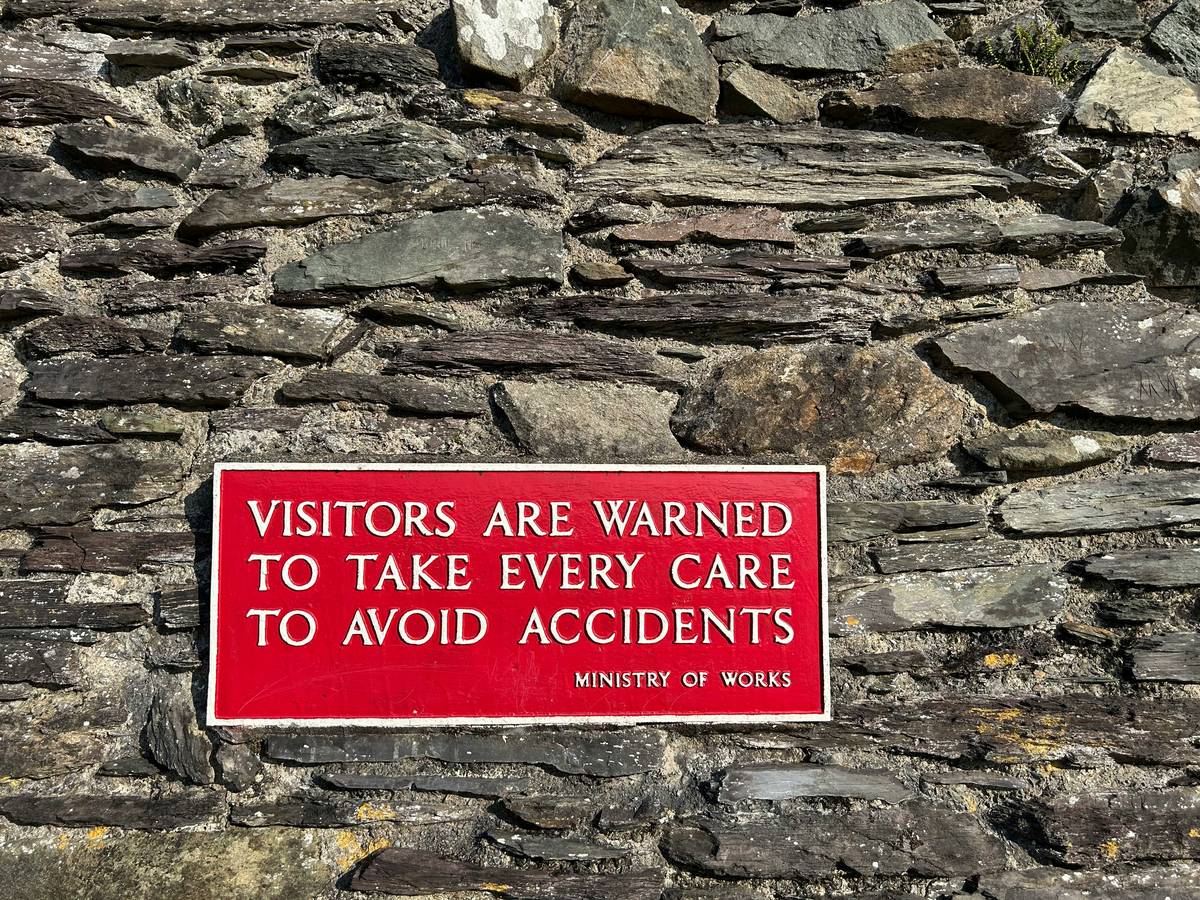 VISITORS ARE WARNED
TO TAKE EVERY CARE
TO AVOID ACCIDENTS
MINISTRY OF WORKS